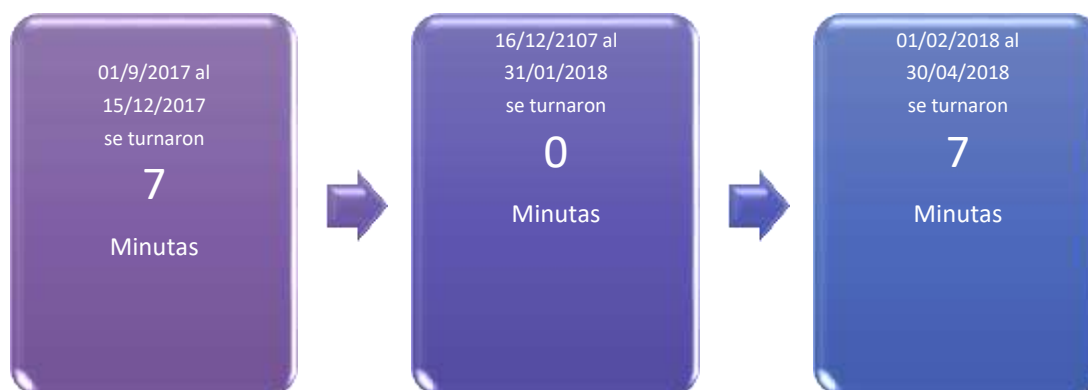 01/9/2017 al
15/12/2017
se turnaron
7
Minutas
16/12/2107 al
31/01/2018
se turnaron
0
Minutas
01/02/2018 al
30/04/2018
se turnaron
7
Minutas